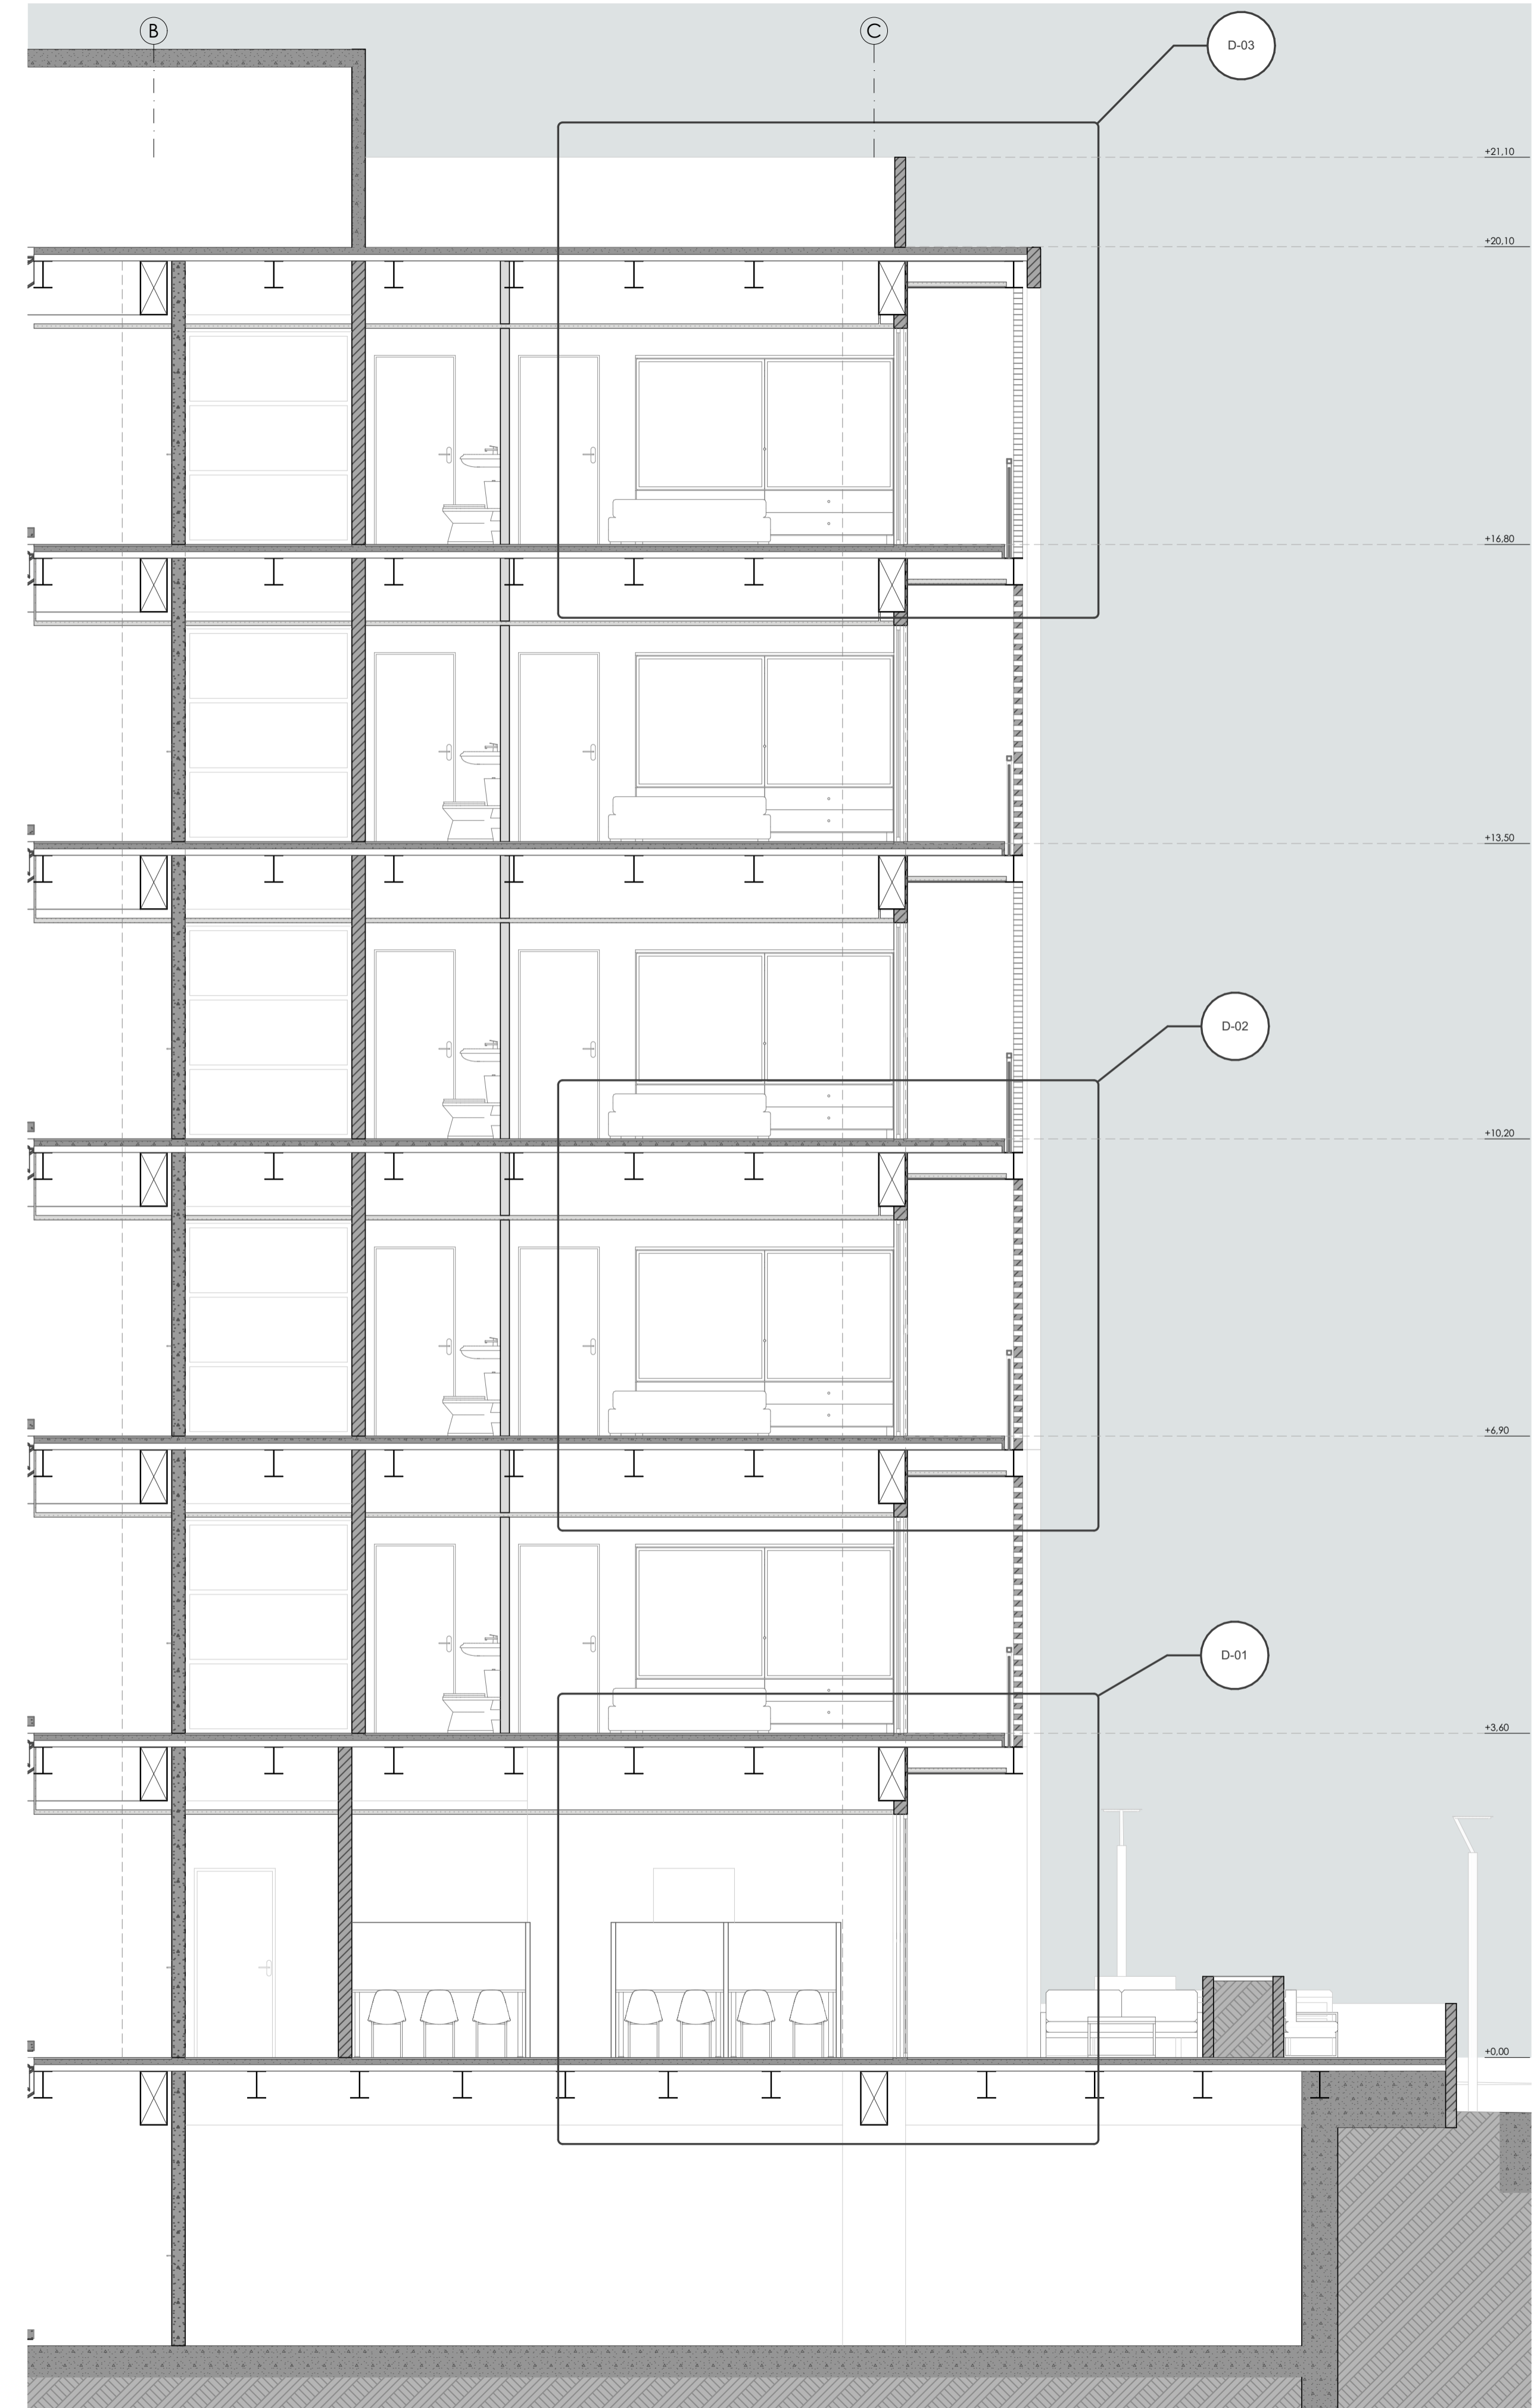 B
C
D-03
+21,10
+20,10
+16,80
+13,50
D-02
+10,20
+6,90
D-01
+3,60
+0,00